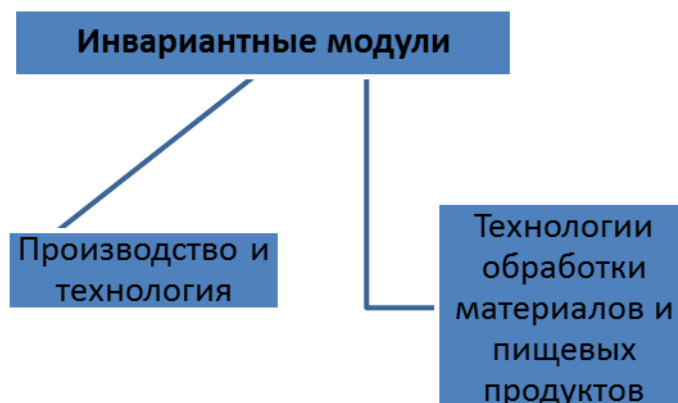 Инвариантные модули
Производство и
технология
Технологии
обработки
материалов и
пищевых
продуктов